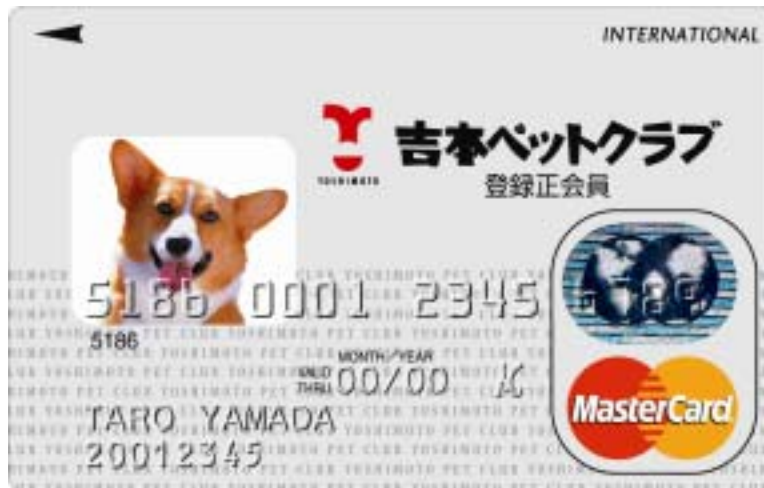 INTERNATIONAL
YOSHIMOTO
吉本ペットクラブ
登録正会員
5186 0001 2345 6789
5186
MONTH/YEAR
VALID THRU 00/00
TARO YAMADA
20012345
MasterCard